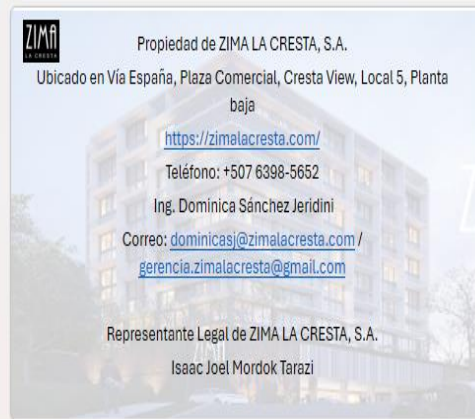 ZIMA
LA CRESTA
Propiedad de ZIMA LA CRESTA, S.A.
Ubicado en Vía España, Plaza Comercial, Cresta View, Local 5, Planta
baja
https://zimalacresta.com/
Teléfono: +507 6398-5652
Ing. Dominica Sánchez Jeridini
Correo: dominicasj@zimalacresta.com /
gerencia.zimalacresta@gmail.com
Representante Legal de ZIMA LA CRESTA, S.A.
Isaac Joel Mordok Tarazi